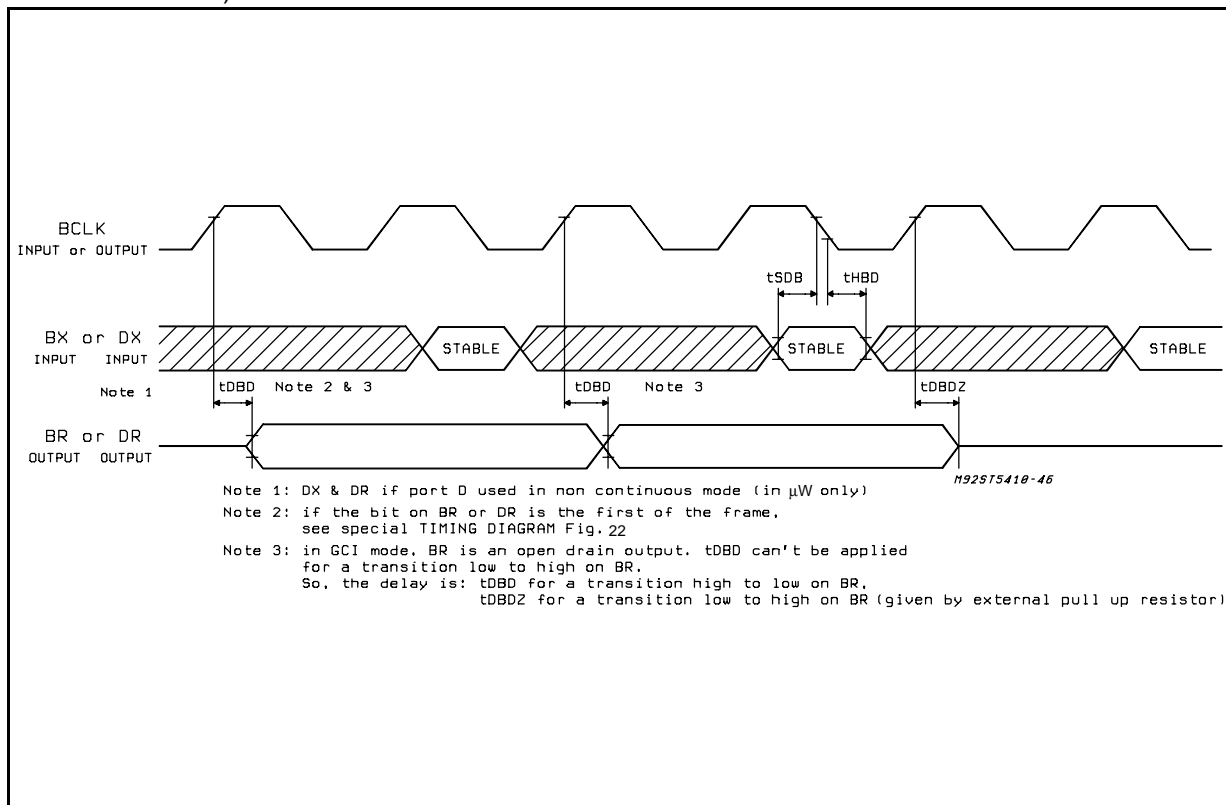 BCLK
INPUT or OUTPUT
tSDB tHBD
BX or DX
INPUT INPUT
STABLE STABLE STABLE
Note 1
tDBD Note 2 & 3 tDBD Note 3 tDBDZ
BR or DR
OUTPUT OUTPUT
M92ST5410-46
Note 1: DX & DR if port D used in non continuous mode (in μW only)
Note 2: if the bit on BR or DR is the first of the frame,
see special TIMING DIAGRAM Fig. 22
Note 3: in GCI mode, BR is an open drain output. tDBD can't be applied
for a transition low to high on BR.
So, the delay is: tDBD for a transition high to low on BR,
tDBDZ for a transition low to high on BR (given by external pull up resistor)